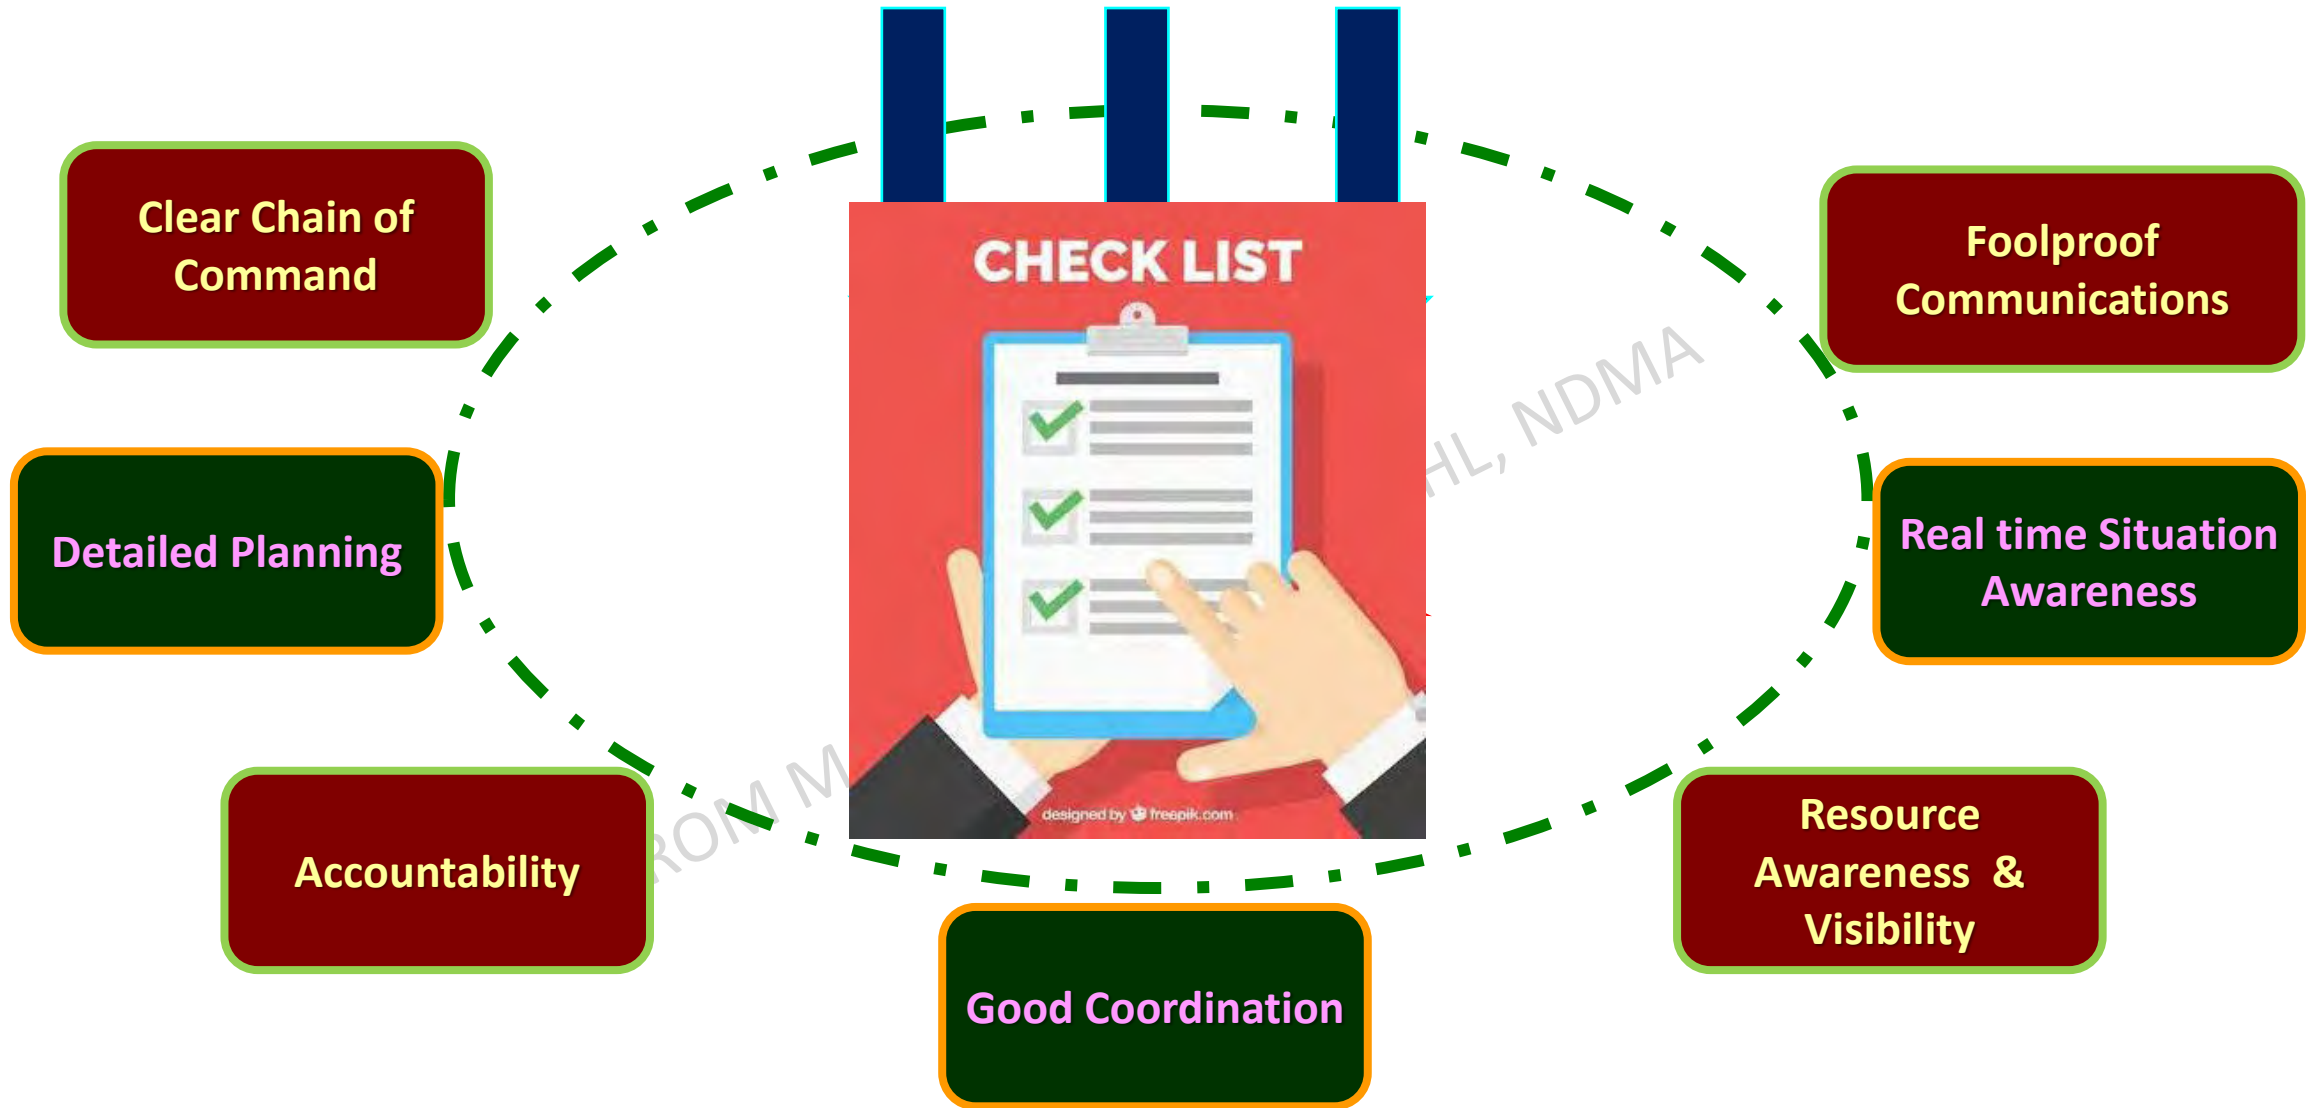 CHECK LIST
Clear Chain of
Command
Foolproof
Communications
Detailed Planning
Real time Situation
Awareness
Accountability
Resource
Awareness &
Visibility
Good Coordination
designed by freepik.com
NDMA